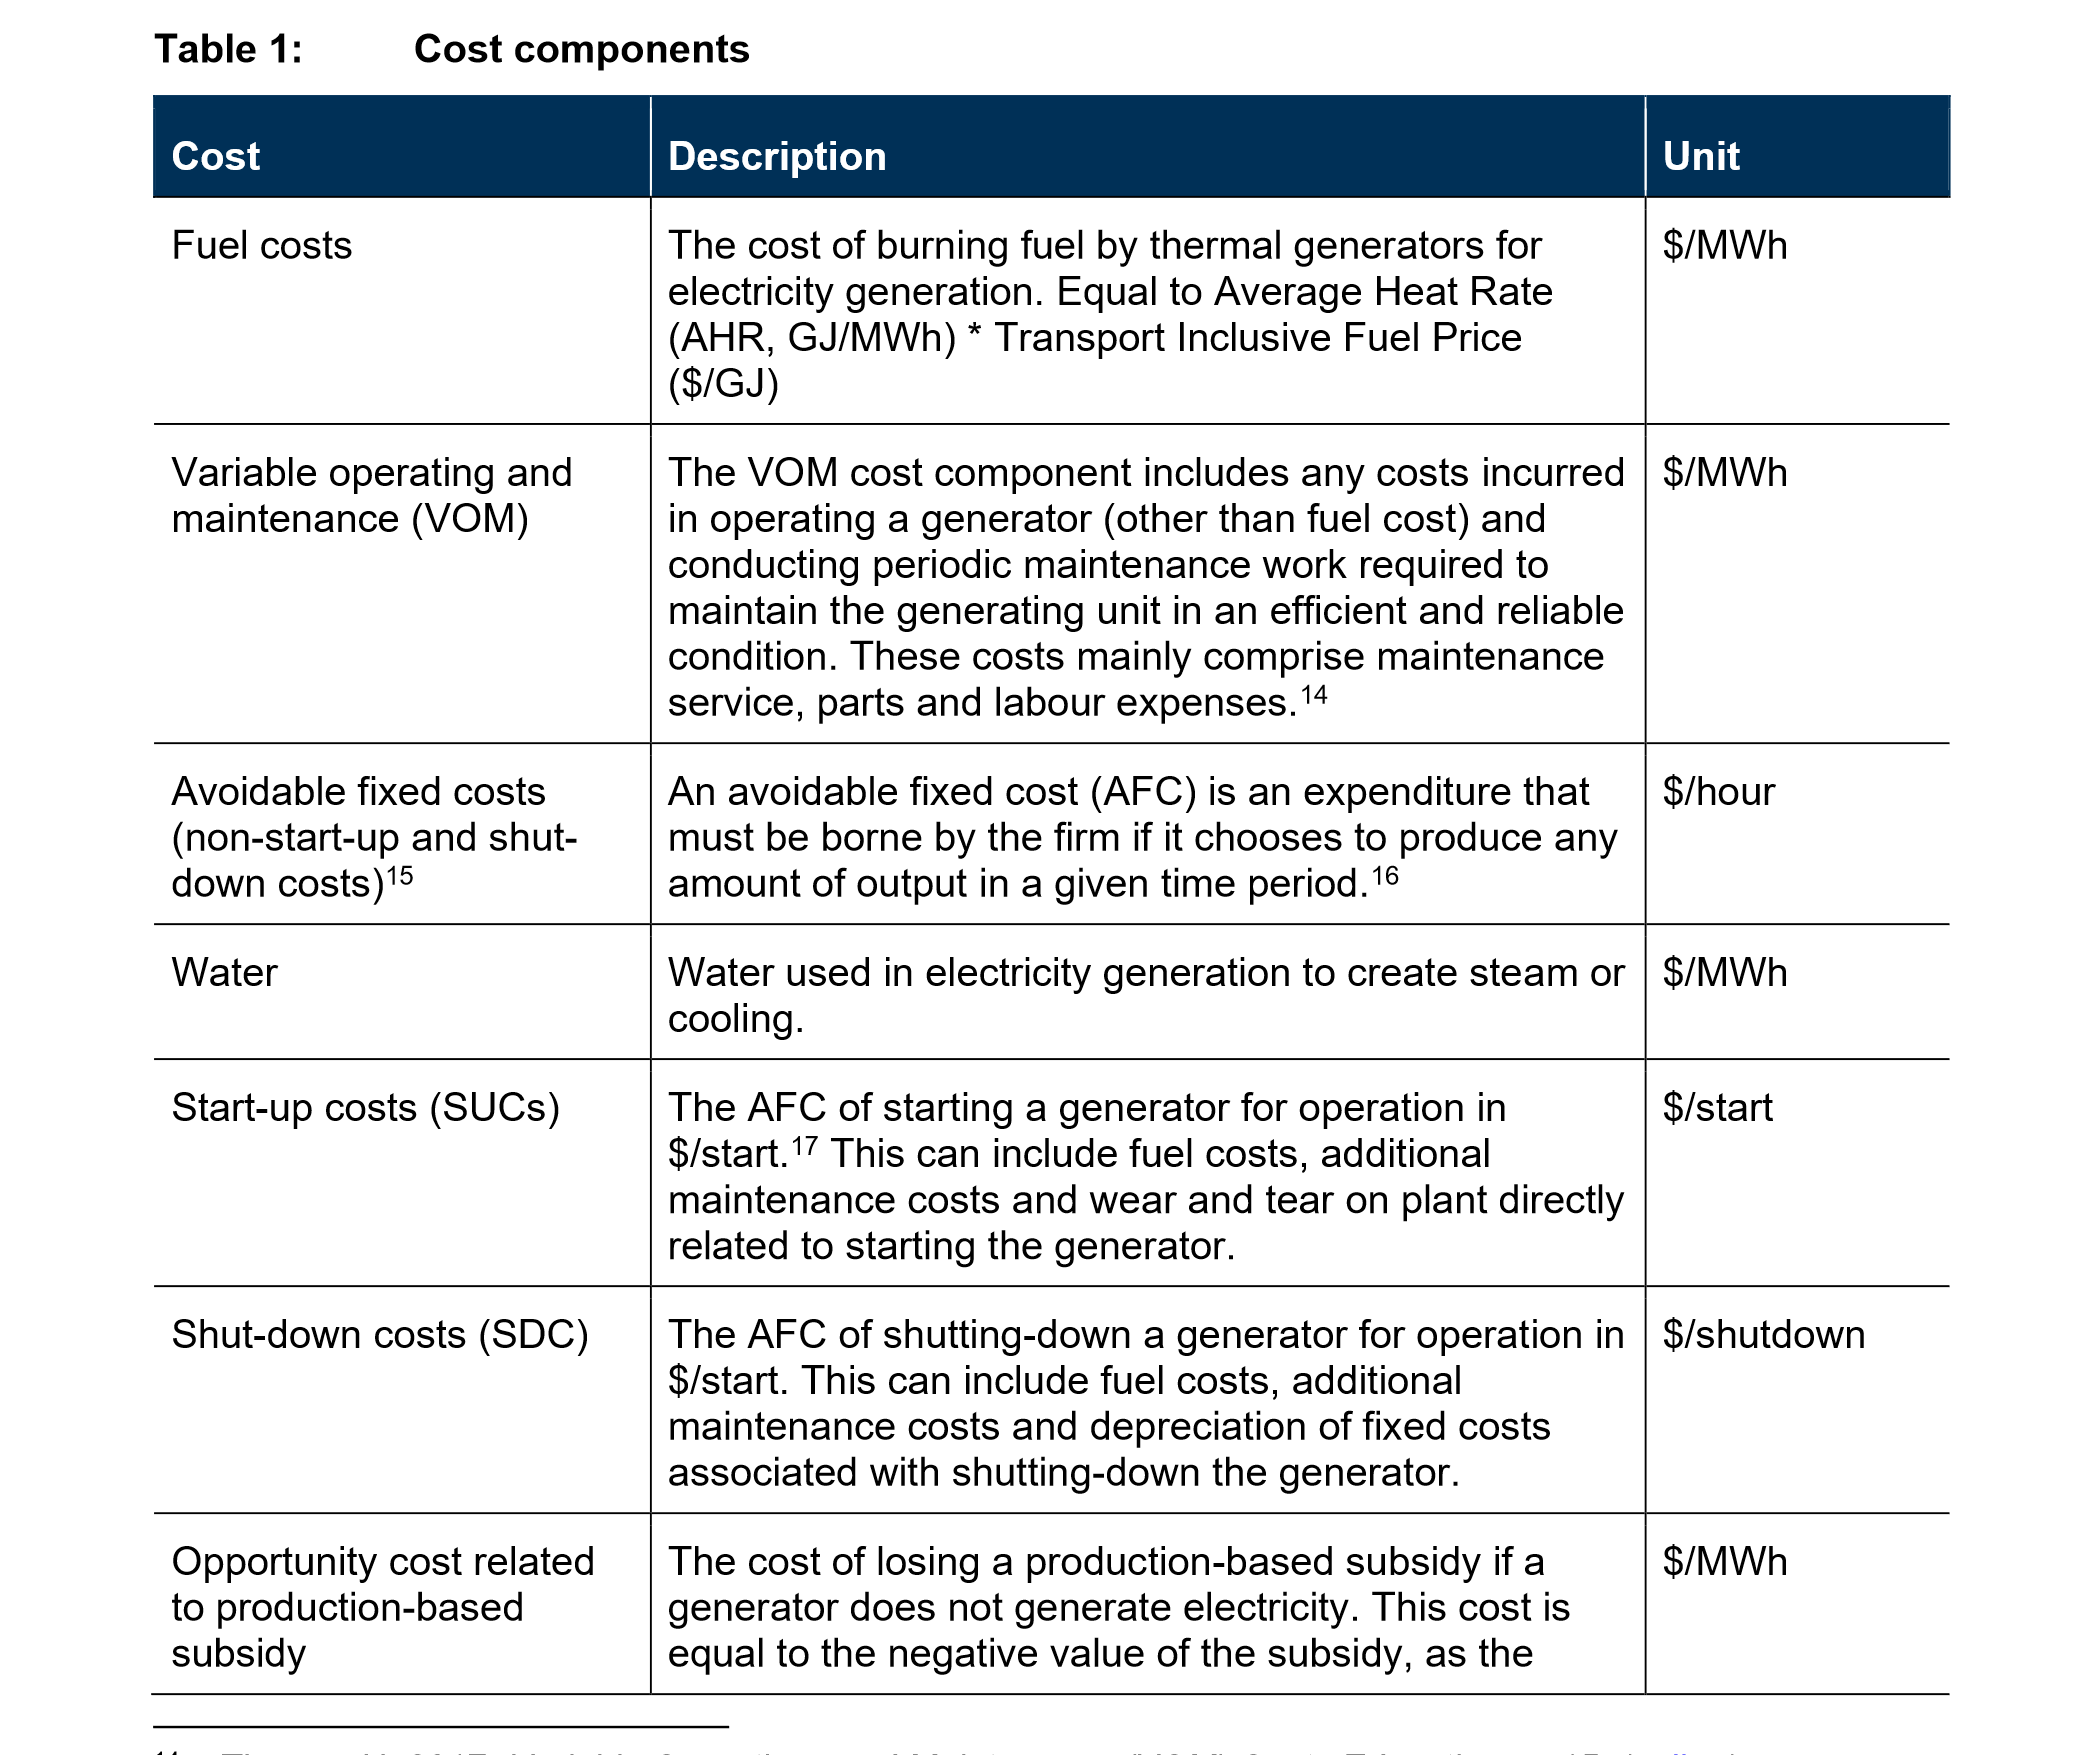 Table 1: Cost components
Cost Description Unit
Fuel costs
The cost of burning fuel by thermal generators for
electricity generation. Equal to Average Heat Rate
(AHR, GJ/MWh) * Transport Inclusive Fuel Price
($/GJ)
$/MWh
Variable operating and
maintenance (VOM)
The VOM cost component includes any costs incurred
in operating a generator (other than fuel cost) and
conducting periodic maintenance work required to
maintain the generating unit in an efficient and reliable
condition. These costs mainly comprise maintenance
service, parts and labour expenses.14
$/MWh
Avoidable fixed costs
(non-start-up and shut-
down costs)15
An avoidable fixed cost (AFC) is an expenditure that
must be borne by the firm if it chooses to produce any
amount of output in a given time period.16
$/hour
Water
Water used in electricity generation to create steam or
cooling.
$/MWh
Start-up costs (SUCs)
The AFC of starting a generator for operation in
$/start.17 This can include fuel costs, additional
maintenance costs and wear and tear on plant directly
related to starting the generator.
$/start
Shut-down costs (SDC)
The AFC of shutting-down a generator for operation in
$/start. This can include fuel costs, additional
maintenance costs and depreciation of fixed costs
associated with shutting-down the generator.
$/shutdown
Opportunity cost related
to production-based
subsidy
The cost of losing a production-based subsidy if a
generator does not generate electricity. This cost is
equal to the negative value of the subsidy, as the
$/MWh